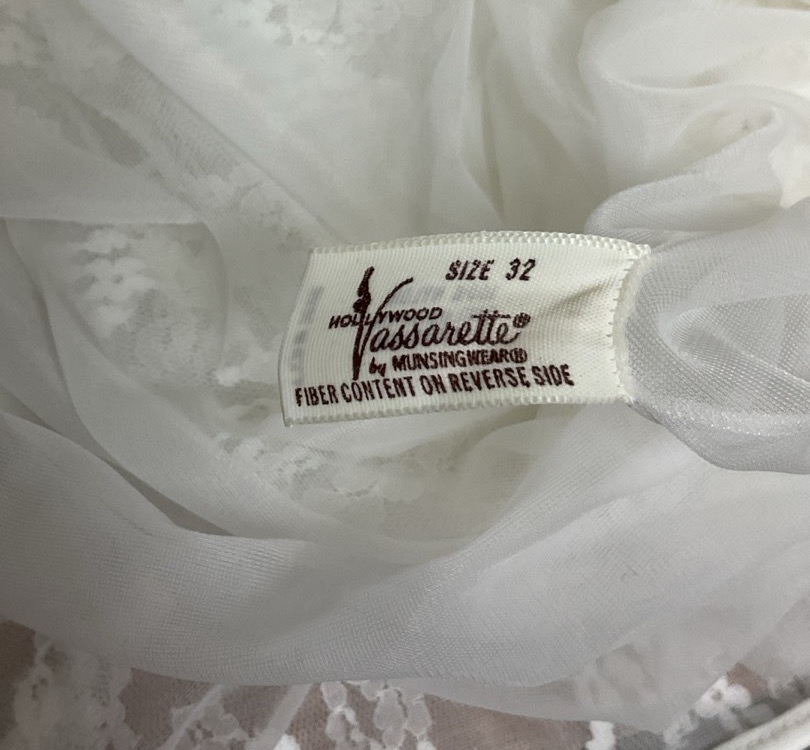 SIZE 32
HOLLYWOOD
Vassarette®
by MUNSINGWEAR®
FIBER CONTENT ON REVERSE SIDE